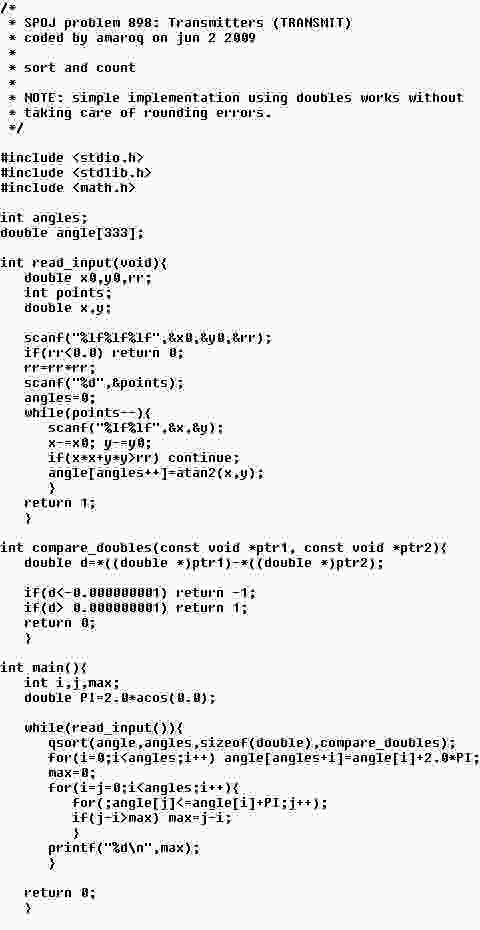 /*
 * SPOJ problem 898: Transmitters (TRANSMIT)
 * coded by amaroq on jun 2 2009
 *
 * sort and count
 *
 * NOTE: simple implementation using doubles works without
 * taking care of rounding errors.
 */

#include <stdio.h>
#include <stdlib.h>
#include <math.h>

int angles;
double angle[333];

int read_input(void){
   double x0,y0,rr;
   int points;
   double x,y;

   scanf("%lf%lf%lf",&x0,&y0,&rr);
   if(rr<0.0) return 0;
   rr=rr*rr;
   scanf("%d",&points);
   angles=0;
   while(points--){
      scanf("%lf%lf",&x,&y);
      x-=x0; y-=y0;
      if(x*x+y*y>rr) continue;
      angle[angles++]=atan2(x,y);
      }
   return 1;
   }

int compare_doubles(const void *ptr1, const void *ptr2){
   double d=*((double *)ptr1)-*((double *)ptr2);

   if(d<-0.000000001) return -1;
   if(d> 0.000000001) return 1;
   return 0;
   }

int main(){
   int i,j,max;
   double PI=2.0*acos(0.0);

   while(read_input()){
      qsort(angle,angles,sizeof(double),compare_doubles);
      for(i=0;i<angles;i++) angle[angles+i]=angle[i]+2.0*PI;
      max=0;
      for(i=j=0;i<angles;i++){
         for(;angle[j]<=angle[i]+PI;j++);
         if(j-i>max) max=j-i;
         }
      printf("%d\n",max);
      }

   return 0;
   }